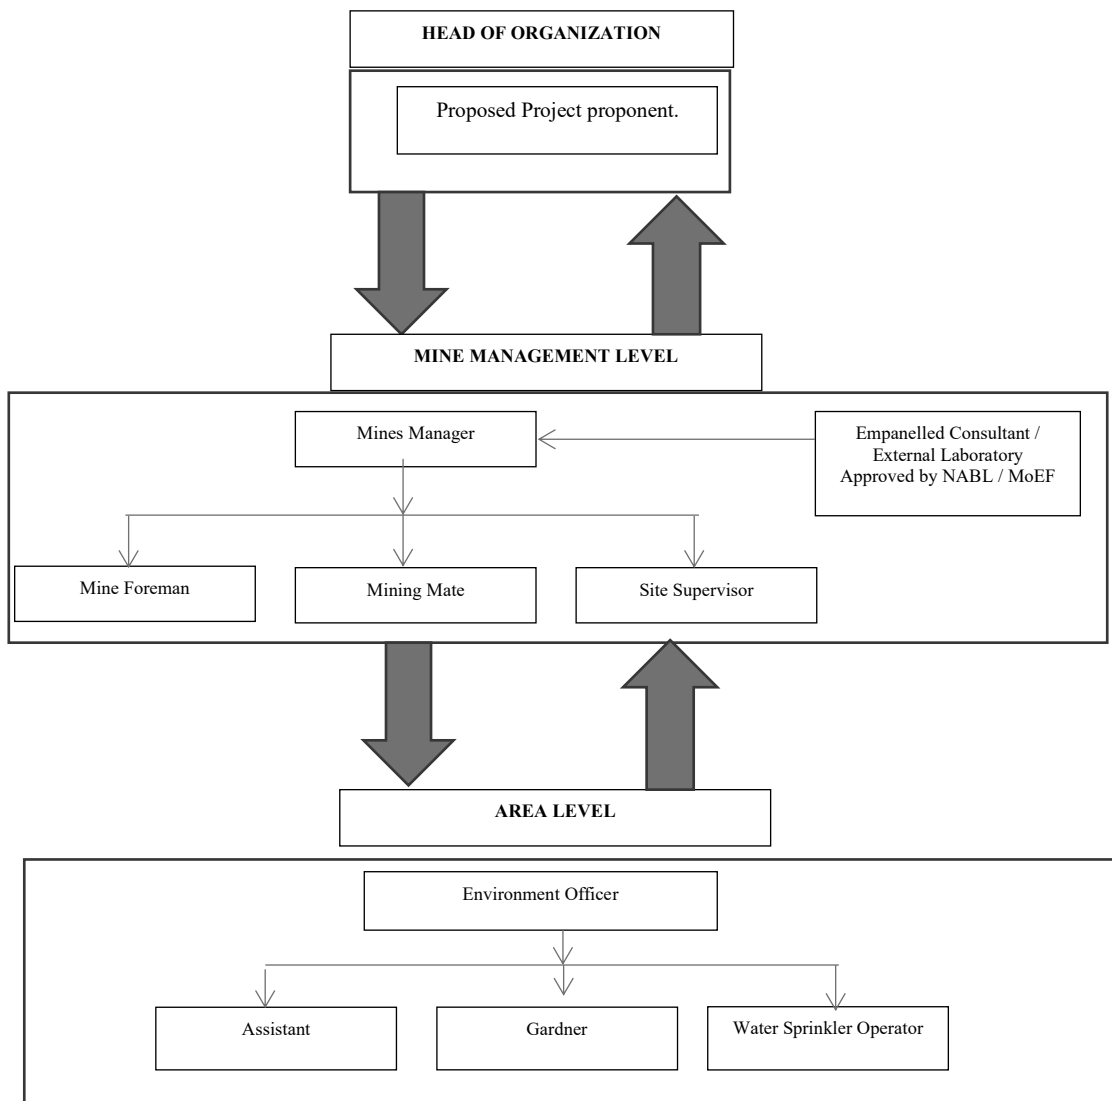 HEAD OF ORGANIZATION
Proposed Project proponent.
MINE MANAGEMENT LEVEL
Mines Manager
Empanelled Consultant /
External Laboratory
Approved by NABL / MoEF
Mine Foreman
Mining Mate
Site Supervisor
AREA LEVEL
Environment Officer
Assistant
Gardner
Water Sprinkler Operator